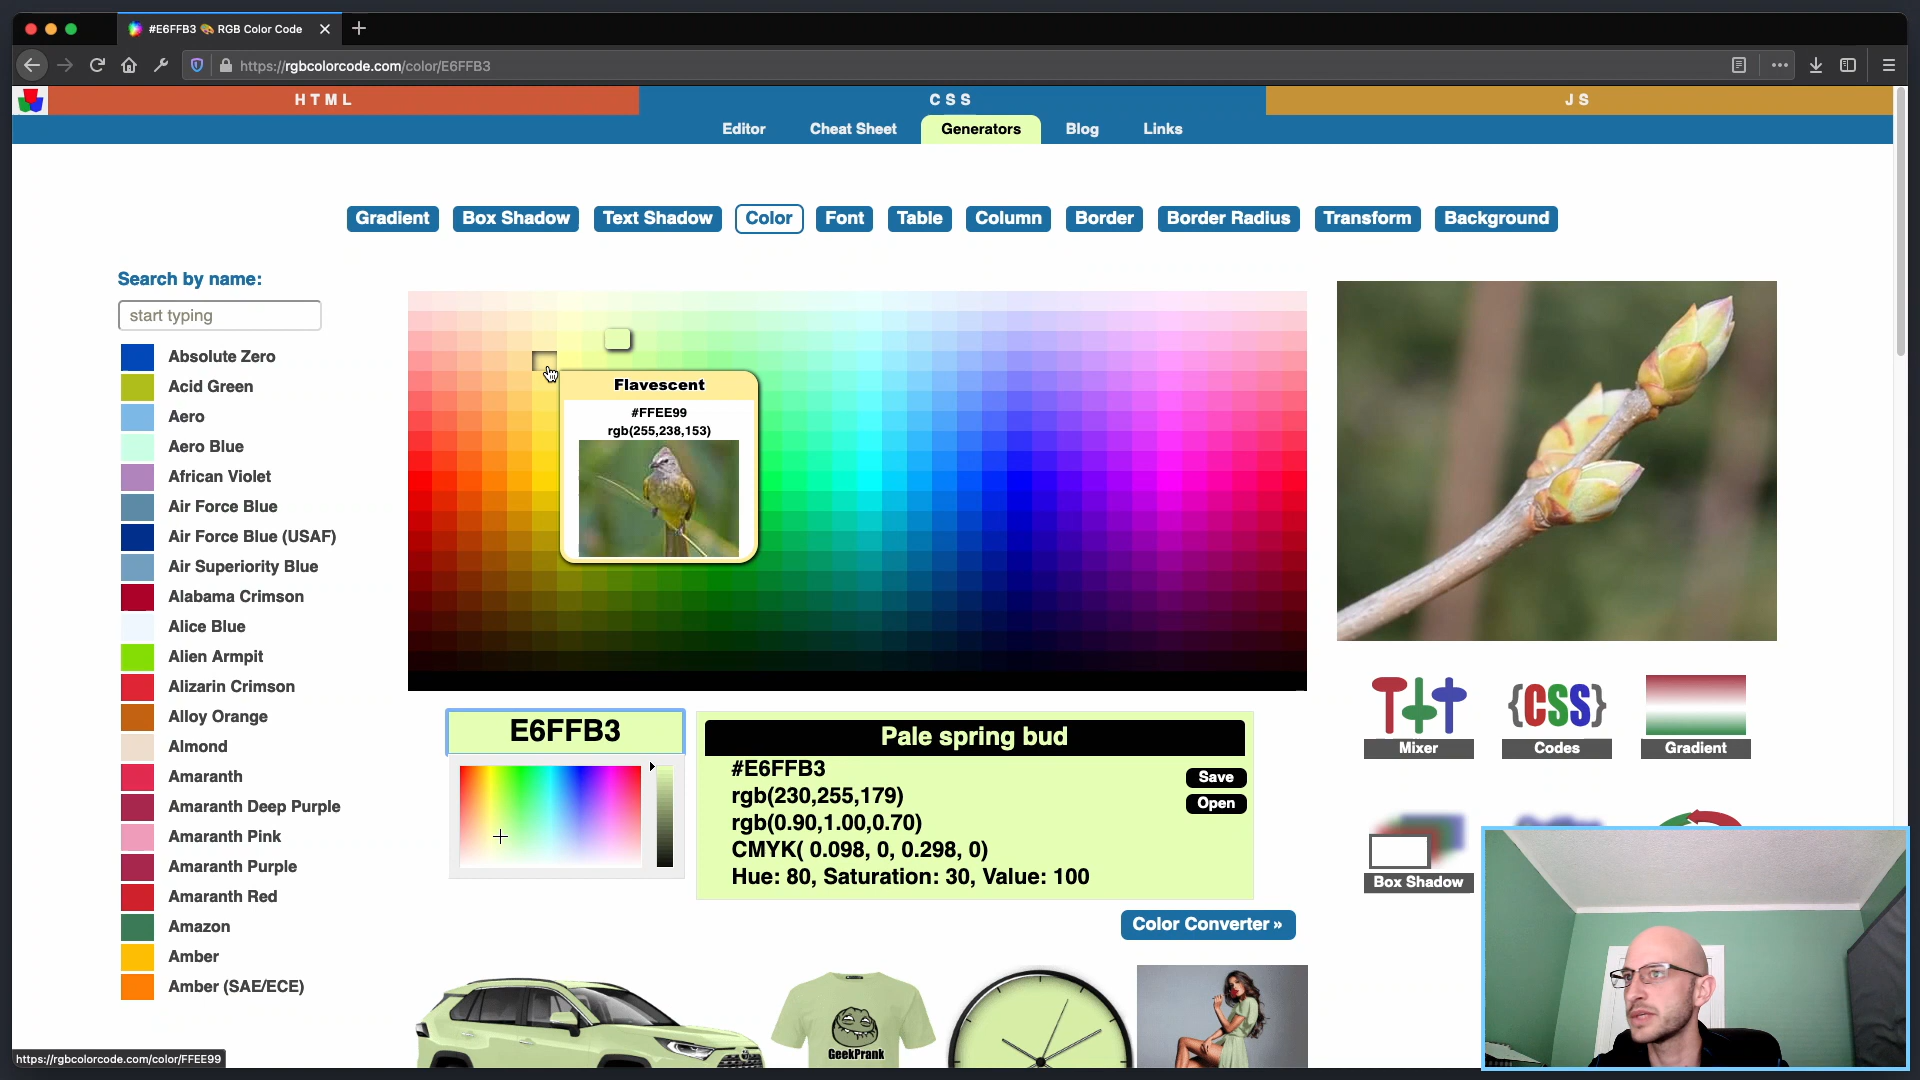 #E6FFB3 🎨 RGB Color Code
https://rgbcolorcode.com/color/E6FFB3
HTML
CSS
JS
Editor
Cheat Sheet
Generators
Blog
Links
Gradient
Box Shadow
Text Shadow
Color
Font
Table
Column
Border
Border Radius
Transform
Background
Search by name:
start typing
Absolute Zero
Acid Green
Aero
Aero Blue
African Violet
Air Force Blue
Air Force Blue (USAF)
Air Superiority Blue
Alabama Crimson
Alice Blue
Alien Armpit
Alizarin Crimson
Alloy Orange
Almond
Amaranth
Amaranth Deep Purple
Amaranth Pink
Amaranth Purple
Amaranth Red
Amazon
Amber
Amber (SAE/ECE)
Flavescent
#FFEE99
rgb(255,238,153)
E6FFB3
Pale spring bud
#E6FFB3
rgb(230,255,179)
rgb(0.90,1.00,0.70)
CMYK( 0.098, 0, 0.298, 0)
Hue: 80, Saturation: 30, Value: 100
Save
Open
Color Converter »
GeekPrank
Mixer
{CSS}
Codes
Gradient
Box Shadow
https://rgbcolorcode.com/color/FFEE99